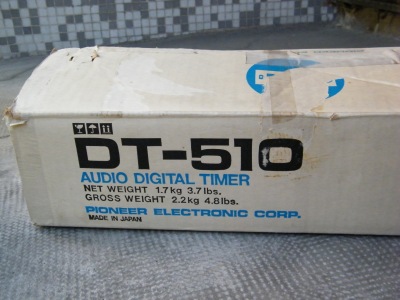 DT-510
AUDIO DIGITAL TIMER
NET WEIGHT 1.7kg 3.7lbs.
GROSS WEIGHT 2.2kg 4.8lbs.
PIONEER ELECTRONIC CORP.
MADE IN JAPAN